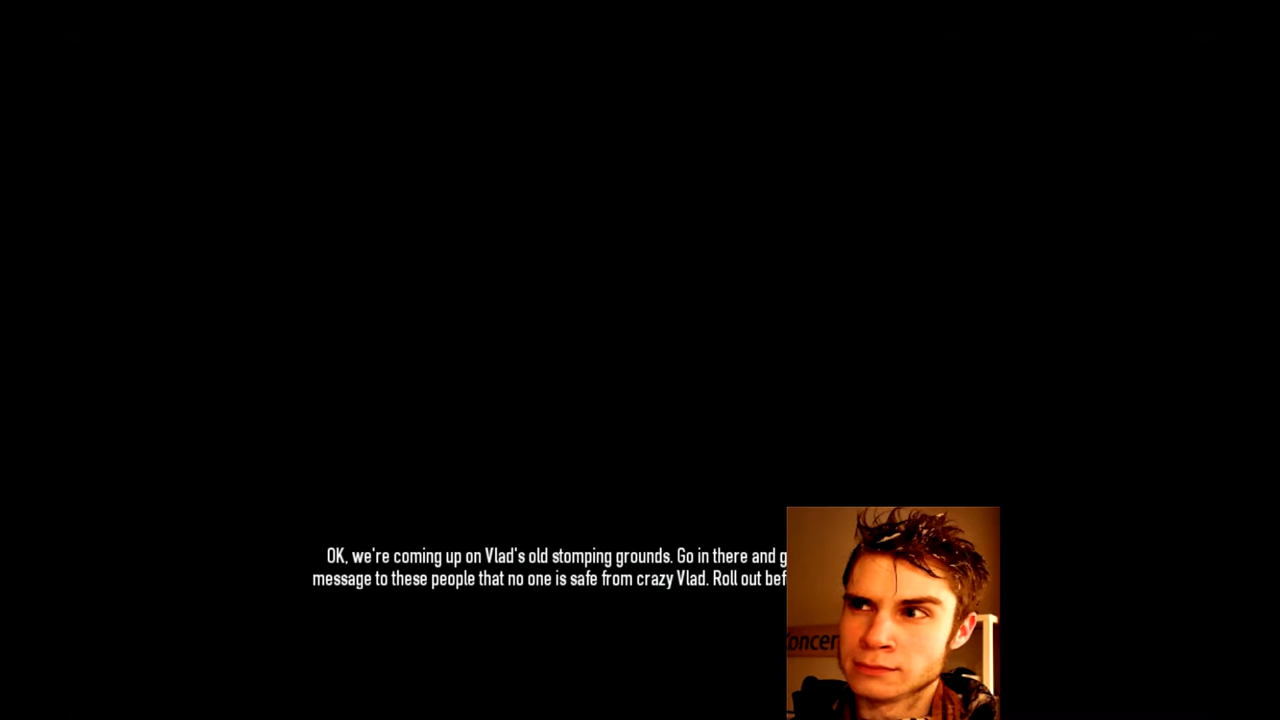 OK, we're coming up on Vlad's old stomping grounds. Go in there and
message to these people that no one is safe from crazy Vlad. Roll out